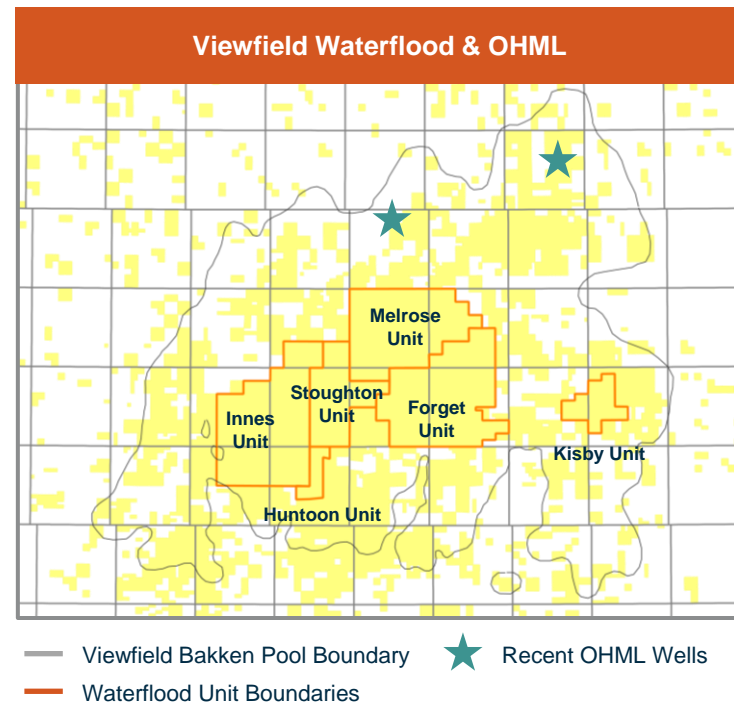 Viewfield Waterflood & OHML
Melrose
Unit
Stoughton
Unit
Innes
Unit
Forget
Unit
Kisby Unit
Huntoon Unit
Viewfield Bakken Pool Boundary
Recent OHML Wells
Waterflood Unit Boundaries